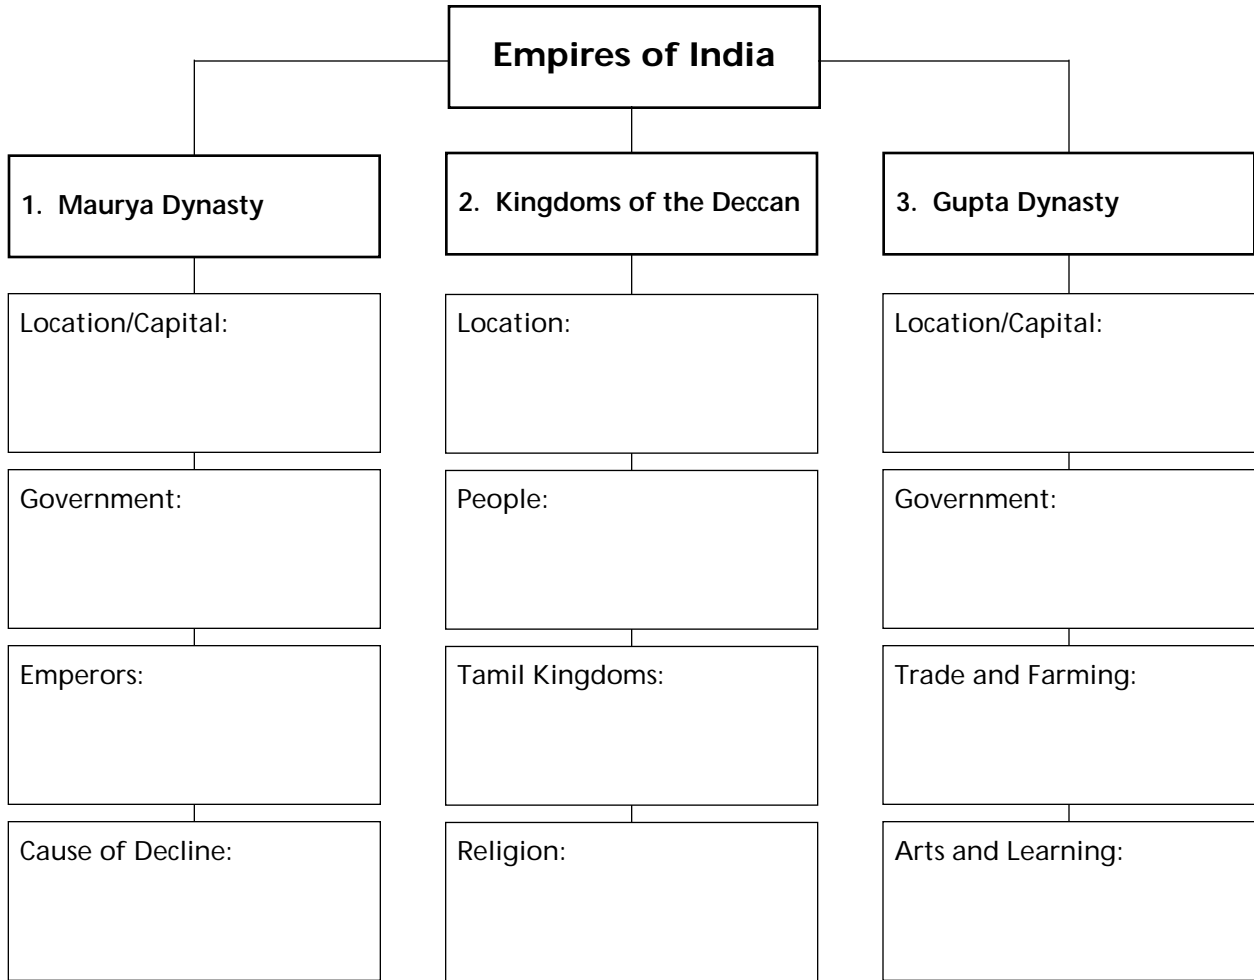 Empires of India
1. Maurya Dynasty
Location/Capital:
Government:
Emperors:
Cause of Decline:
2. Kingdoms of the Deccan
Location:
People:
Tamil Kingdoms:
Religion:
3. Gupta Dynasty
Location/Capital:
Government:
Trade and Farming:
Arts and Learning: